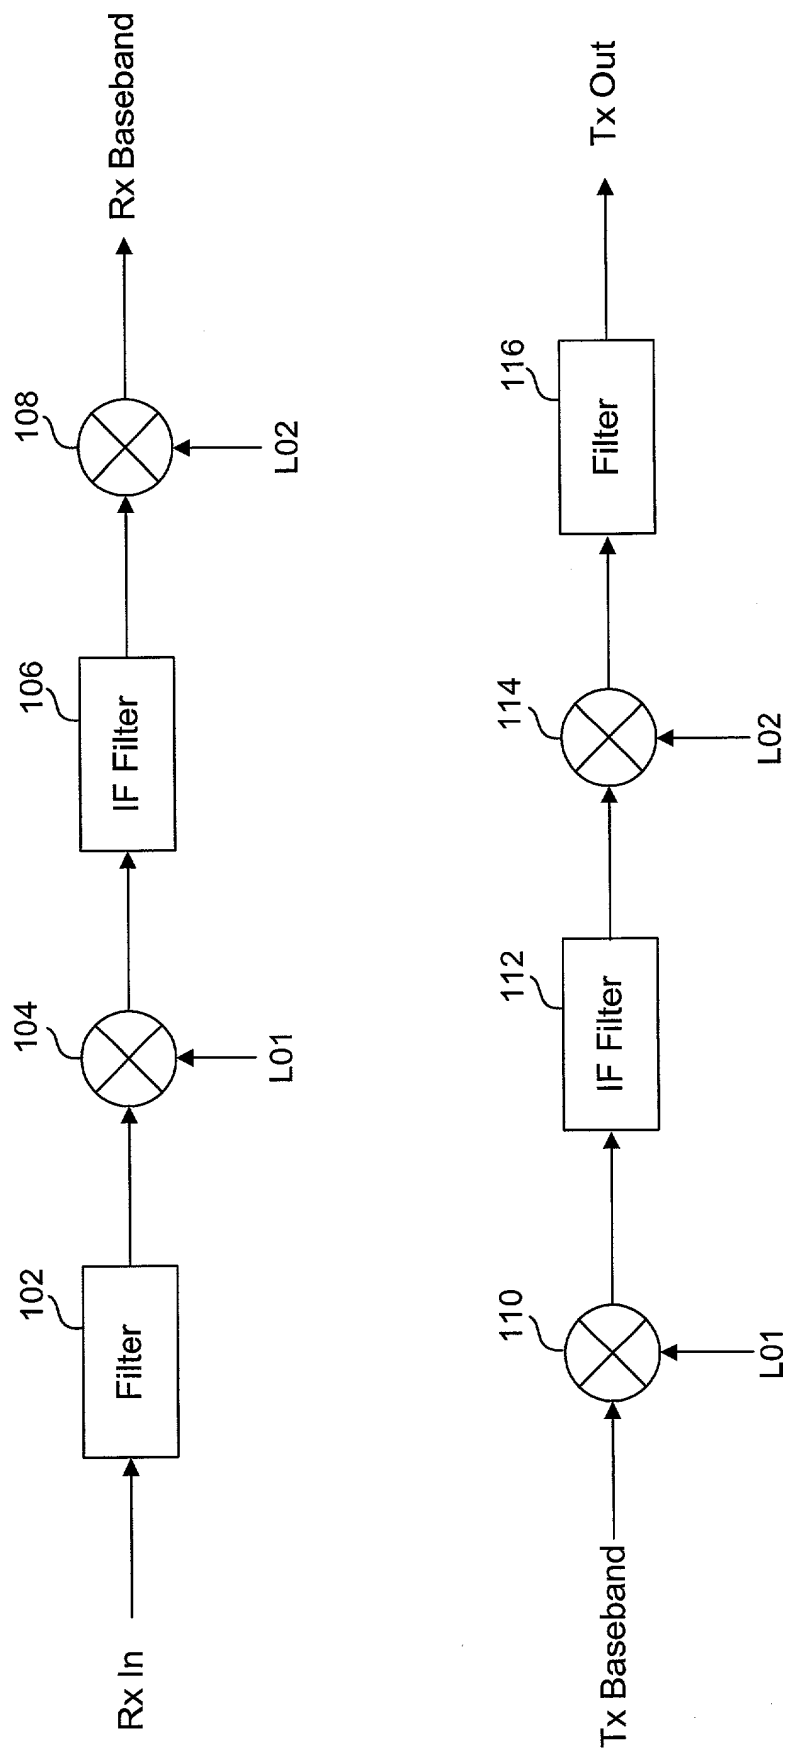 102
104
106
108
Rx In
Filter
IF Filter
Rx Baseband
L01
L02
110
112
114
116
Tx Baseband
IF Filter
Filter
Tx Out
L01
L02